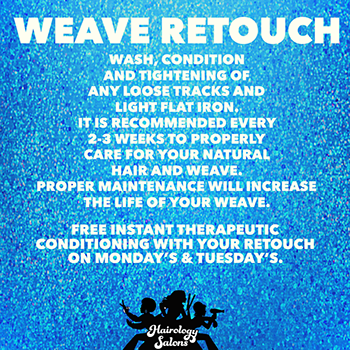 WEAVE RETOUCH
WASH, CONDITION
AND TIGHTENING OF
ANY LOOSE TRACKS AND
LIGHT FLAT IRON.
IT IS RECOMMENDED EVERY
2-3 WEEKS TO PROPERLY
CARE FOR YOUR NATURAL
HAIR AND WEAVE.
PROPER MAINTENANCE WILL INCREASE
THE LIFE OF YOUR WEAVE.
FREE INSTANT THERAPEUTIC
CONDITIONING WITH YOUR RETOUCH
ON MONDAY'S & TUESDAY'S.
Hairology
Salons